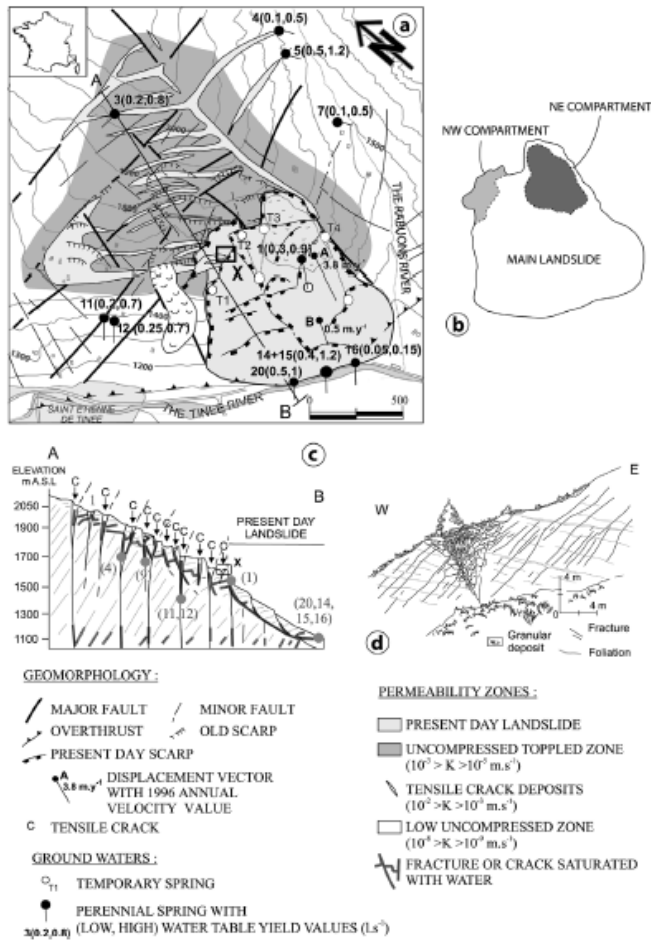 a
4(0.1,0.5)
5(0.5,1.2)
A
3(0.2,0.8)
7(0.1,0.5)
1500
THE RABUONS RIVER
T3
T2
T4
1(0.3,0.9)
A
3.8
X
T1
B
0.5 m.y⁻¹
11(0.2,0.7)
12(0.25,0.7)
1300
1200
14+15(0.4,1.2)
16(0.05,0.15)
20(0.5,1)
SAINT ETIENNE
DE TINEE
THE TINEE RIVER
B
0
500
NE COMPARTMENT
NW COMPARTMENT
MAIN LANDSLIDE
b
c
A
ELEVATION
m A.S.L
B
2050
1900
1700
1500
1300
1100
C C C C C C C C C C
PRESENT DAY
LANDSLIDE
X
(4)
(9)
(1)
(11,12)
(20,14,
15,16)
E
W
4 m
0
4 m
d
Granular
deposit
Fracture
Foliation
GEOMORPHOLOGY :
MAJOR FAULT
MINOR FAULT
OVERTHRUST
OLD SCARP
PRESENT DAY SCARP
A
3.8 m.y⁻¹
DISPLACEMENT VECTOR
WITH 1996 ANNUAL
VELOCITY VALUE
C TENSILE CRACK
GROUND WATERS :
T1 TEMPORARY SPRING
PERENNIAL SPRING WITH
3(0.2,0.8) (LOW, HIGH) WATER TABLE YIELD VALUES (l.s⁻¹)
PERMEABILITY ZONES :
PRESENT DAY LANDSLIDE
UNCOMPRESSED TOPPLED ZONE
(10⁻³ > K >10⁻⁵ m.s⁻¹)
TENSILE CRACK DEPOSITS
LOW UNCOMPRESSED ZONE
FRACTURE OR CRACK SATURATED
WITH WATER